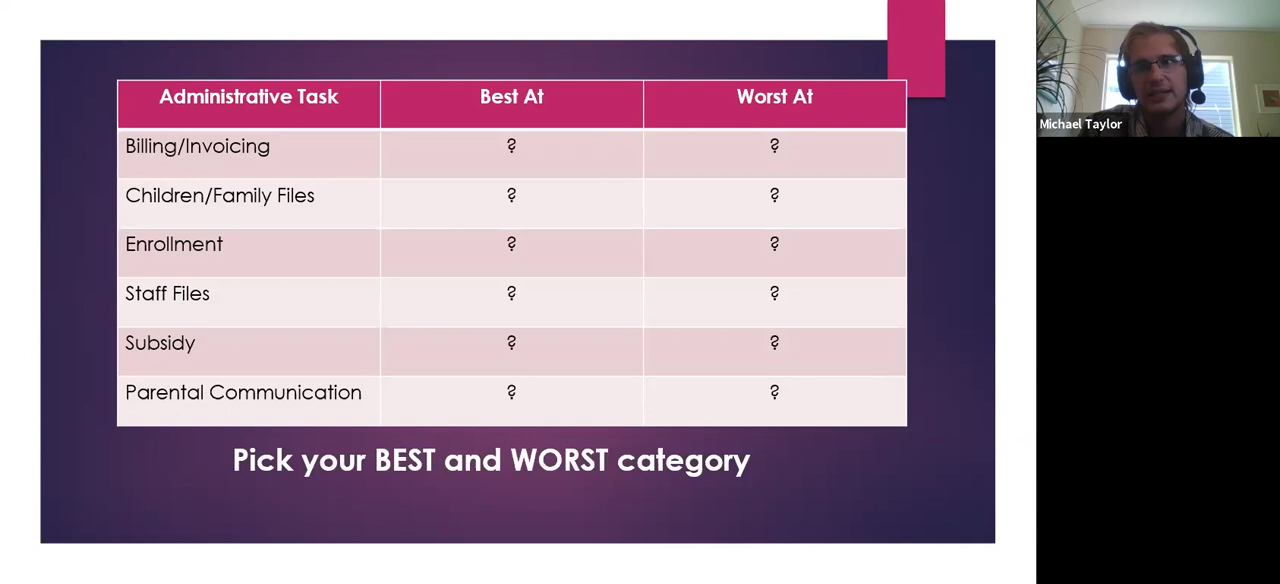 Administrative Task Best At Worst At
Billing/Invoicing ? ?
Children/Family Files ? ?
Enrollment ? ?
Staff Files ? ?
Subsidy ? ?
Parental Communication ? ?
Pick your BEST and WORST category
Michael Taylor